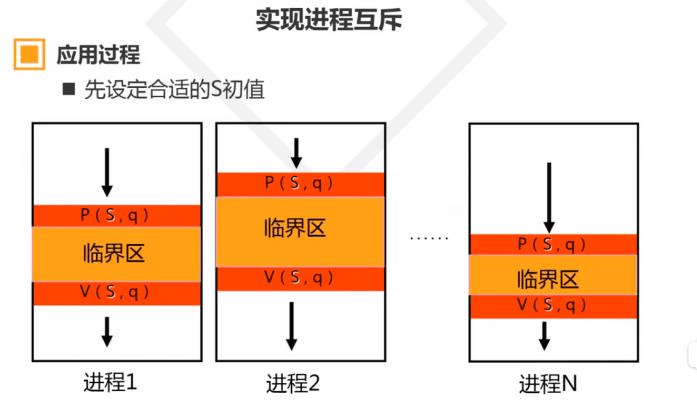 实现进程互斥
应用过程
■ 先设定合适的S初值
P(S,q)
临界区
V(S,q)
进程1
P(S,q)
临界区
V(S,q)
进程2
......
P(S,q)
临界区
V(S,q)
进程N